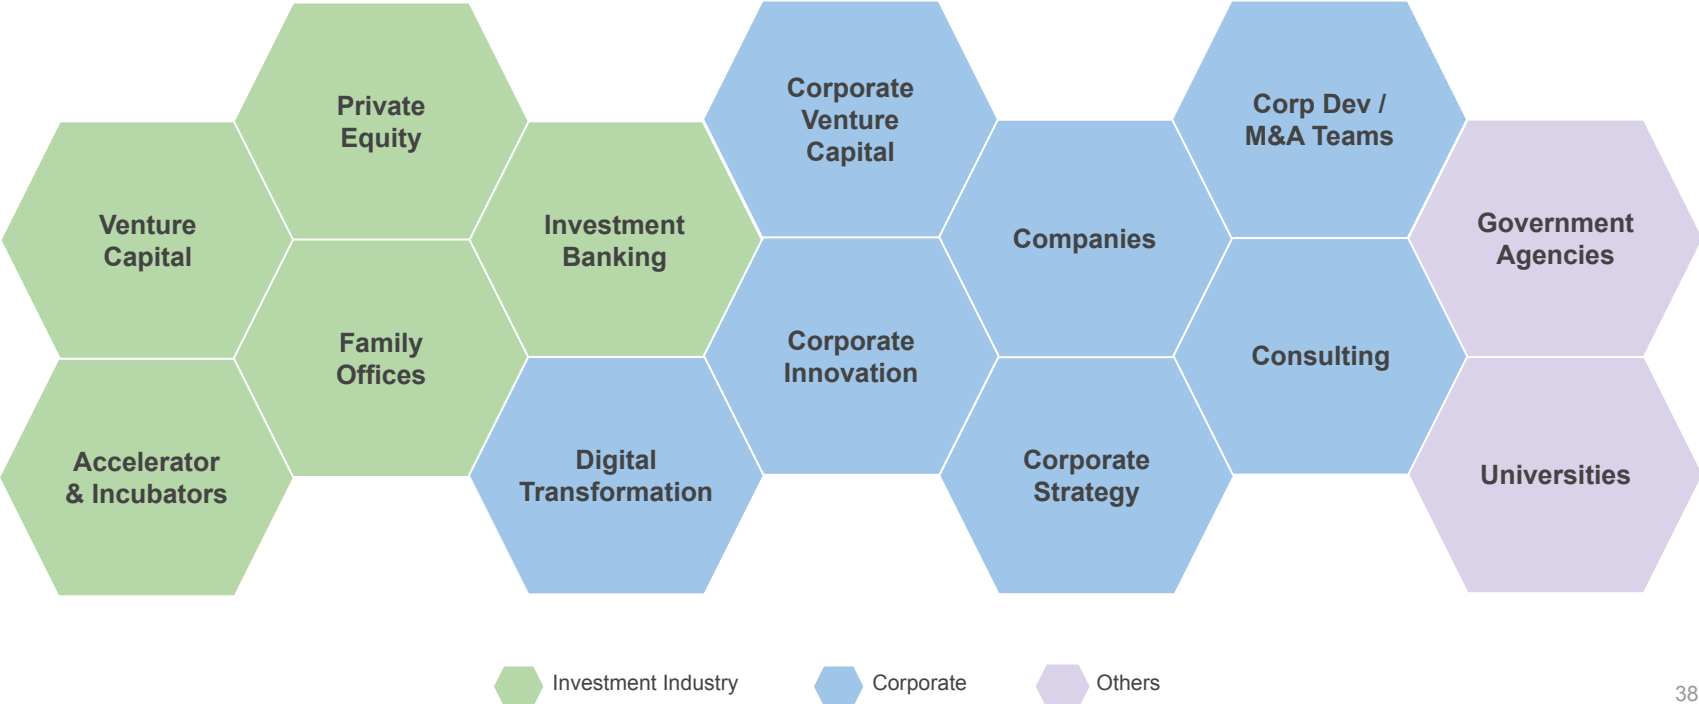 Private
Equity
Corporate
Venture
Capital
Corp Dev /
M&A Teams
Venture
Capital
Investment
Banking
Companies
Government
Agencies
Family
Offices
Corporate
Innovation
Consulting
Accelerator
& Incubators
Digital
Transformation
Corporate
Strategy
Universities
Investment Industry
Corporate
Others
38